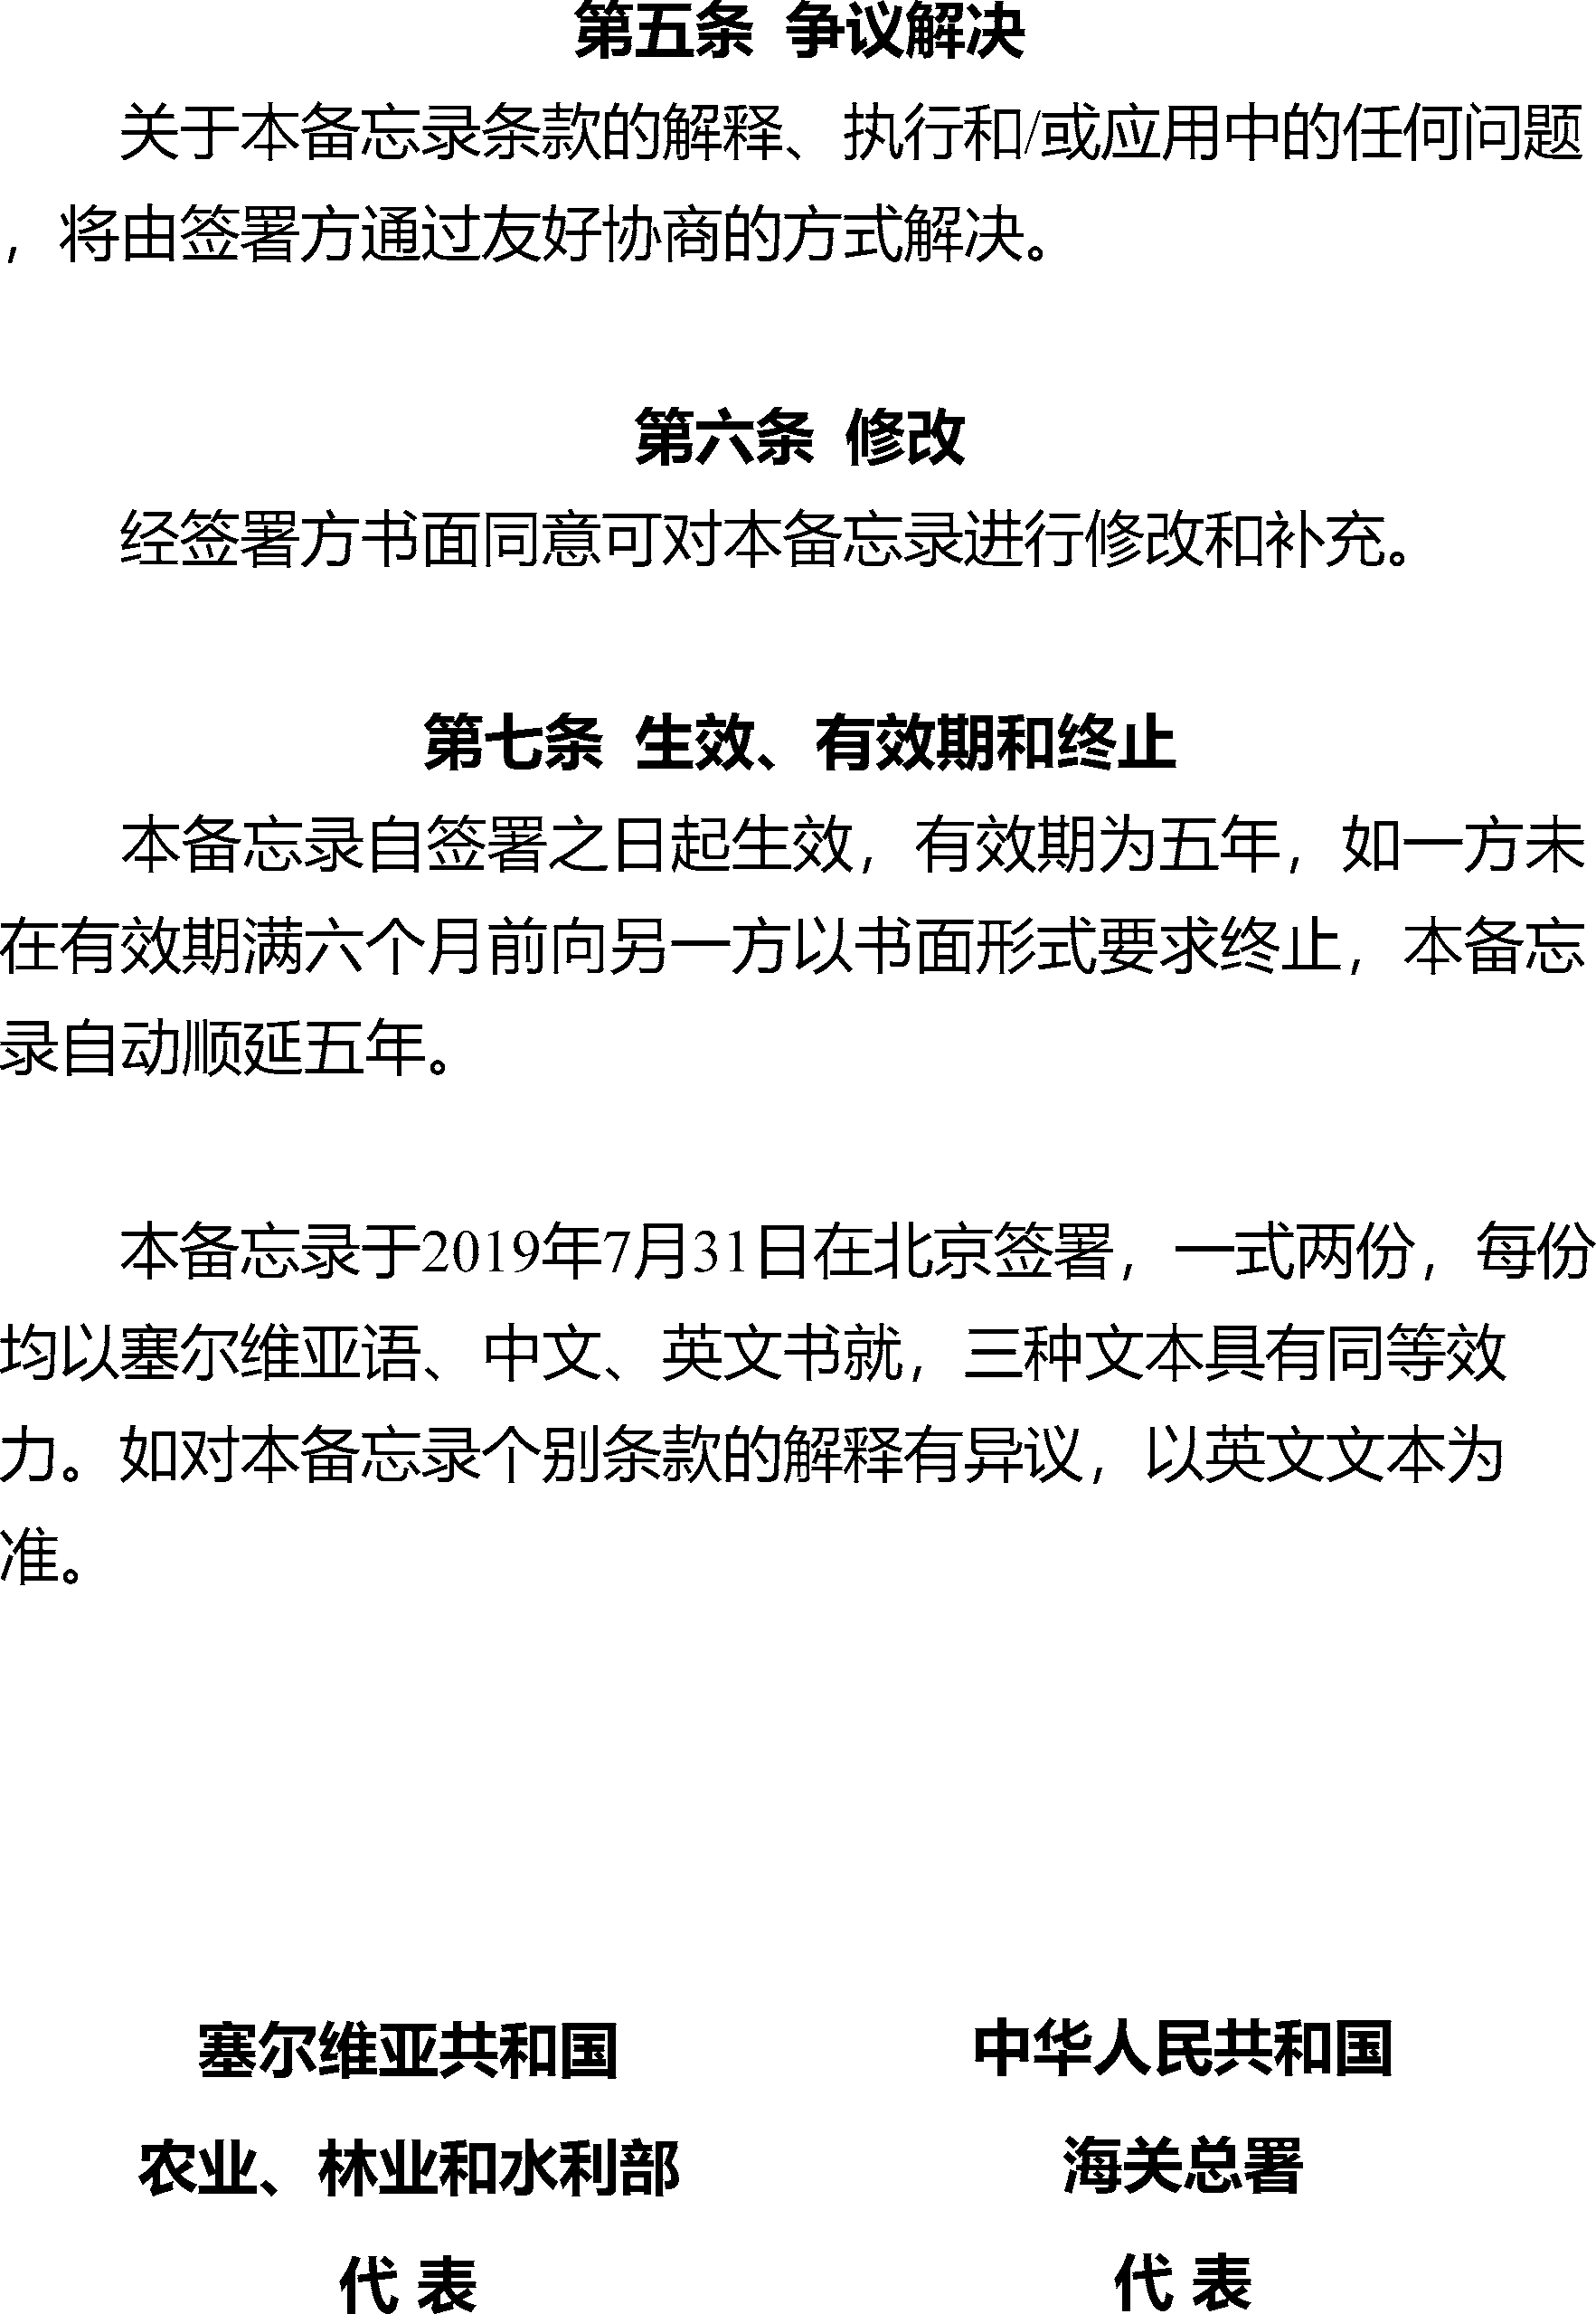 第五条 争议解决
关于本备忘录条款的解释、执行和/或应用中的任何问题
，将由签署方通过友好协商的方式解决。
第六条 修改
经签署方书面同意可对本备忘录进行修改和补充。
第七条 生效、有效期和终止
本备忘录自签署之日起生效，有效期为五年，如一方未
在有效期满六个月前向另一方以书面形式要求终止，本备忘
录自动顺延五年。
本备忘录于2019年7月31日在北京签署，一式两份，每份
均以塞尔维亚语、中文、英文书就，三种文本具有同等效
力。如对本备忘录个别条款的解释有异议，以英文文本为
准。
塞尔维亚共和国
农业、林业和水利部
代 表
中华人民共和国
海关总署
代 表